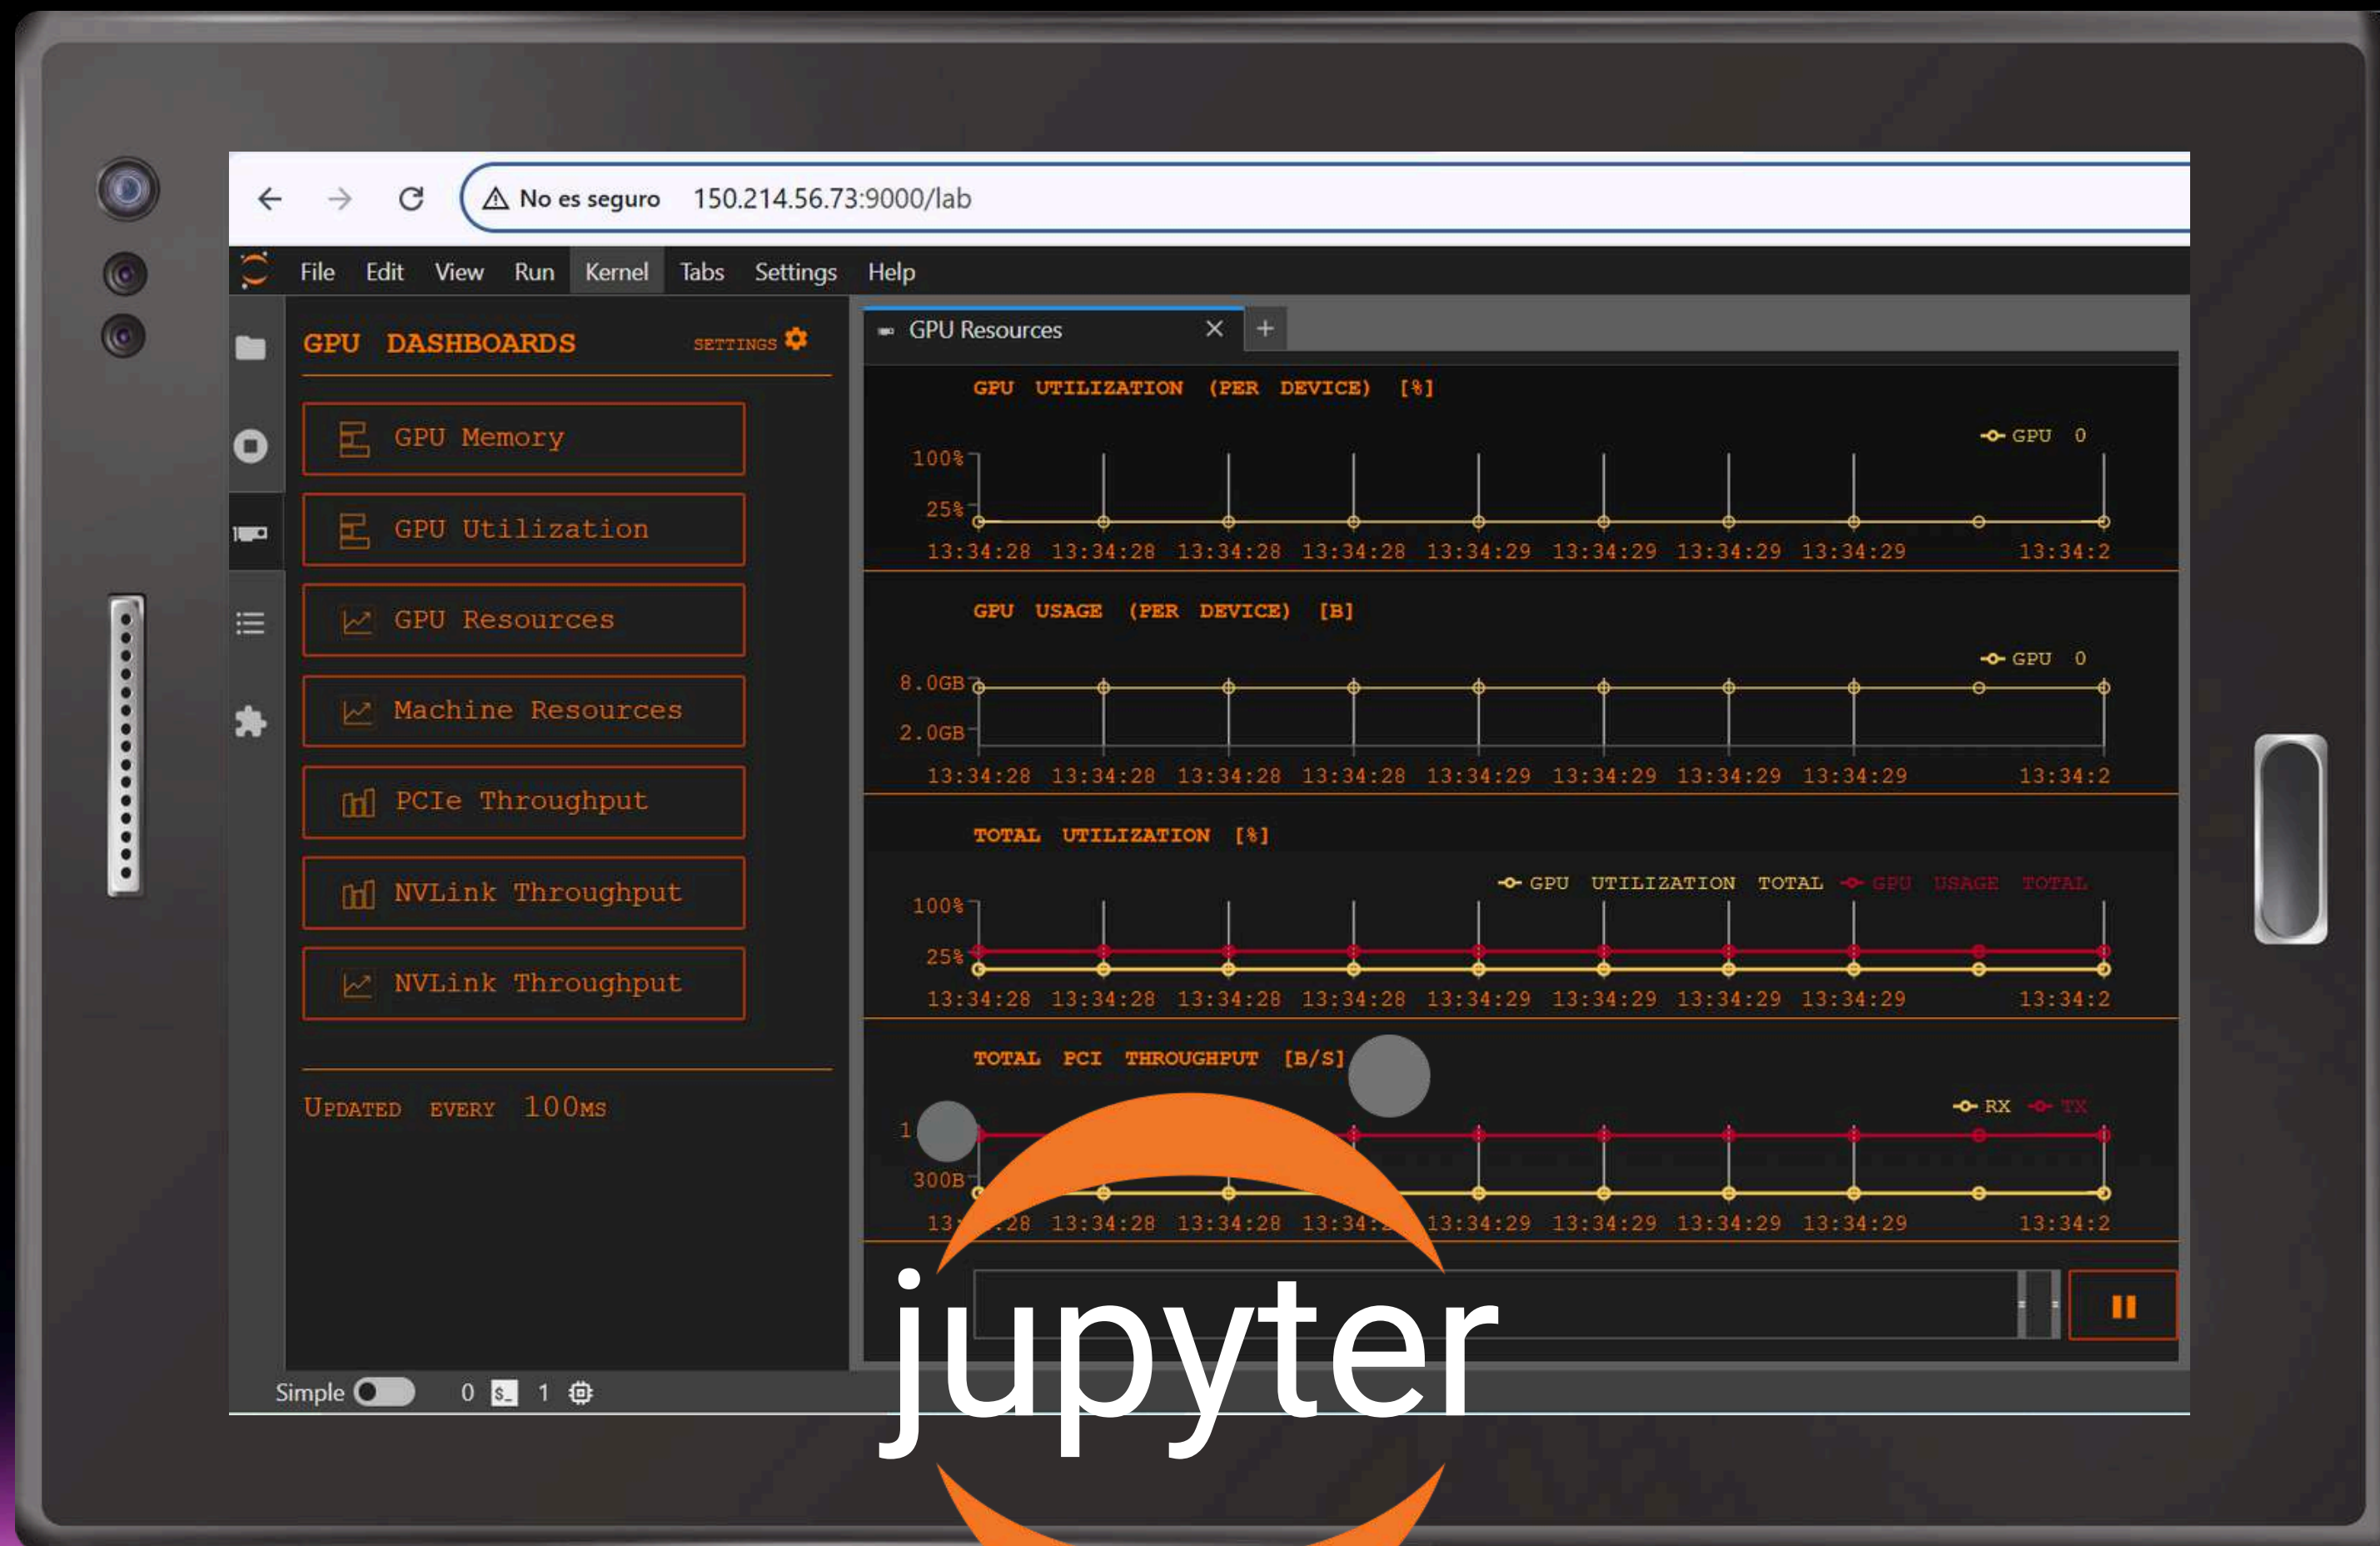 No es seguro 150.214.56.73:9000/lab
File Edit View Run Kernel Tabs Settings Help
GPU DASHBOARDS SETTINGS
GPU Memory
GPU Utilization
GPU Resources
Machine Resources
PCIe Throughput
NVLink Throughput
NVLink Throughput
UPDATED EVERY 100MS
GPU Resources
GPU UTILIZATION (PER DEVICE) [%]
GPU 0
100%
25%
13:34:28 13:34:28 13:34:28 13:34:28 13:34:29 13:34:29 13:34:29 13:34:29 13:34:2
GPU USAGE (PER DEVICE) [B]
GPU 0
8.0GB
2.0GB
13:34:28 13:34:28 13:34:28 13:34:28 13:34:29 13:34:29 13:34:29 13:34:29 13:34:2
TOTAL UTILIZATION [%]
GPU UTILIZATION TOTAL GPU USAGE TOTAL
100%
25%
13:34:28 13:34:28 13:34:28 13:34:28 13:34:29 13:34:29 13:34:29 13:34:29 13:34:2
TOTAL PCI THROUGHPUT [B/S]
RX TX
300B
13:34:28 13:34:28 13:34:29 13:34:29 13:34:29 13:34:29 13:34:2
jupyter
Simple 0 $_ 1